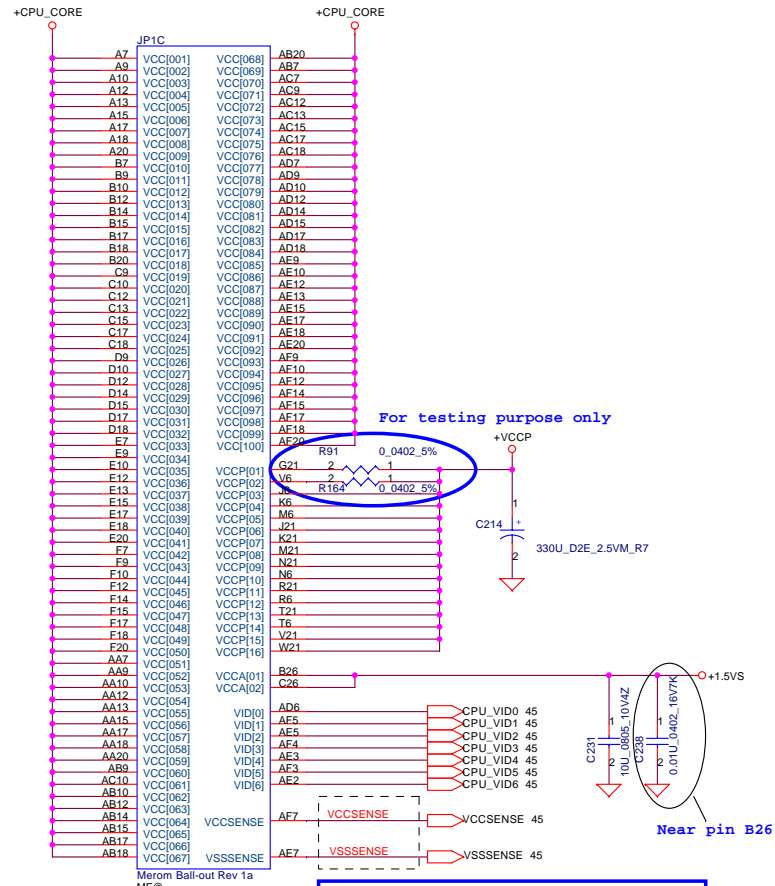 +CPU_CORE +CPU_CORE
JP1C
A7 VCC[001] VCC[068] AB20
A9 VCC[002] VCC[069] AB7
A10 VCC[003] VCC[070] AC7
A12 VCC[004] VCC[071] AC9
A13 VCC[005] VCC[072] AC12
A15 VCC[006] VCC[073] AC13
A17 VCC[007] VCC[074] AC15
A18 VCC[008] VCC[075] AC17
A20 VCC[009] VCC[076] AC18
B7 VCC[010] VCC[077] AD7
B9 VCC[011] VCC[078] AD9
B10 VCC[012] VCC[079] AD10
B12 VCC[013] VCC[080] AD12
B14 VCC[014] VCC[081] AD14
B15 VCC[015] VCC[082] AD15
B17 VCC[016] VCC[083] AD17
B18 VCC[017] VCC[084] AD18
B20 VCC[018] VCC[085] AE9
C9 VCC[019] VCC[086] AE10
C10 VCC[020] VCC[087] AE12
C12 VCC[021] VCC[088] AE13
C13 VCC[022] VCC[089] AE15
C15 VCC[023] VCC[090] AE17
C17 VCC[024] VCC[091] AE18
C18 VCC[025] VCC[092] AE20
D9 VCC[026] VCC[093] AF9
D10 VCC[027] VCC[094] AF10
D12 VCC[028] VCC[095] AF12
D14 VCC[029] VCC[096] AF14
D15 VCC[030] VCC[097] AF15
D17 VCC[031] VCC[098] AF17
D18 VCC[032] VCC[099] AF18
E7 VCC[033] VCC[100] AF20
For testing purpose only
+VCCP
E9 VCC[034]
R91 0_0402_5%
E10 VCC[035] VCCP[01] G21 2 1
E12 VCC[036] VCCP[02] V6 2 1
R164 0_0402_5%
E13 VCC[037] VCCP[03] J6
E15 VCC[038] VCCP[04] K6
E17 VCC[039] VCCP[05] M6
E18 VCC[040] VCCP[06] J21
E20 VCC[041] VCCP[07] K21
F7 VCC[042] VCCP[08] M21
F9 VCC[043] VCCP[09] N21
F10 VCC[044] VCCP[10] N6
F12 VCC[045] VCCP[11] R21
F14 VCC[046] VCCP[12] R6
F15 VCC[047] VCCP[13] T21
F17 VCC[048] VCCP[14] T6
F18 VCC[049] VCCP[15] V21
F20 VCC[050] VCCP[16] W21
1
C214 +
2
330U_D2E_2.5VM_R7
AA7 VCC[051]
AA9 VCC[052] VCCA[01] B26
AA10 VCC[053] VCCA[02] C26
+1.5VS
AA12 VCC[054]
AA13 VCC[055] VID[0] AD6 CPU_VID0 45
AA15 VCC[056] VID[1] AF5 CPU_VID1 45
AA17 VCC[057] VID[2] AE5 CPU_VID2 45
AA18 VCC[058] VID[3] AF4 CPU_VID3 45
AA20 VCC[059] VID[4] AE3 CPU_VID4 45
AB9 VCC[060] VID[5] AF3 CPU_VID5 45
AC10 VCC[061] VID[6] AE2 CPU_VID6 45
1
C231
2
10U_0805_10V4Z
1
C238
2
0.01U_0402_16V7K
AB10 VCC[062]
AB12 VCC[063]
AB14 VCC[064] VCCSENSE AF7 VCCSENSE VCCSENSE 45
AB15 VCC[065]
Near pin B26
AB17 VCC[066]
AB18 VCC[067] VSSSENSE AE7 VSSSENSE VSSSENSE 45
Merom Ball-out Rev 1a